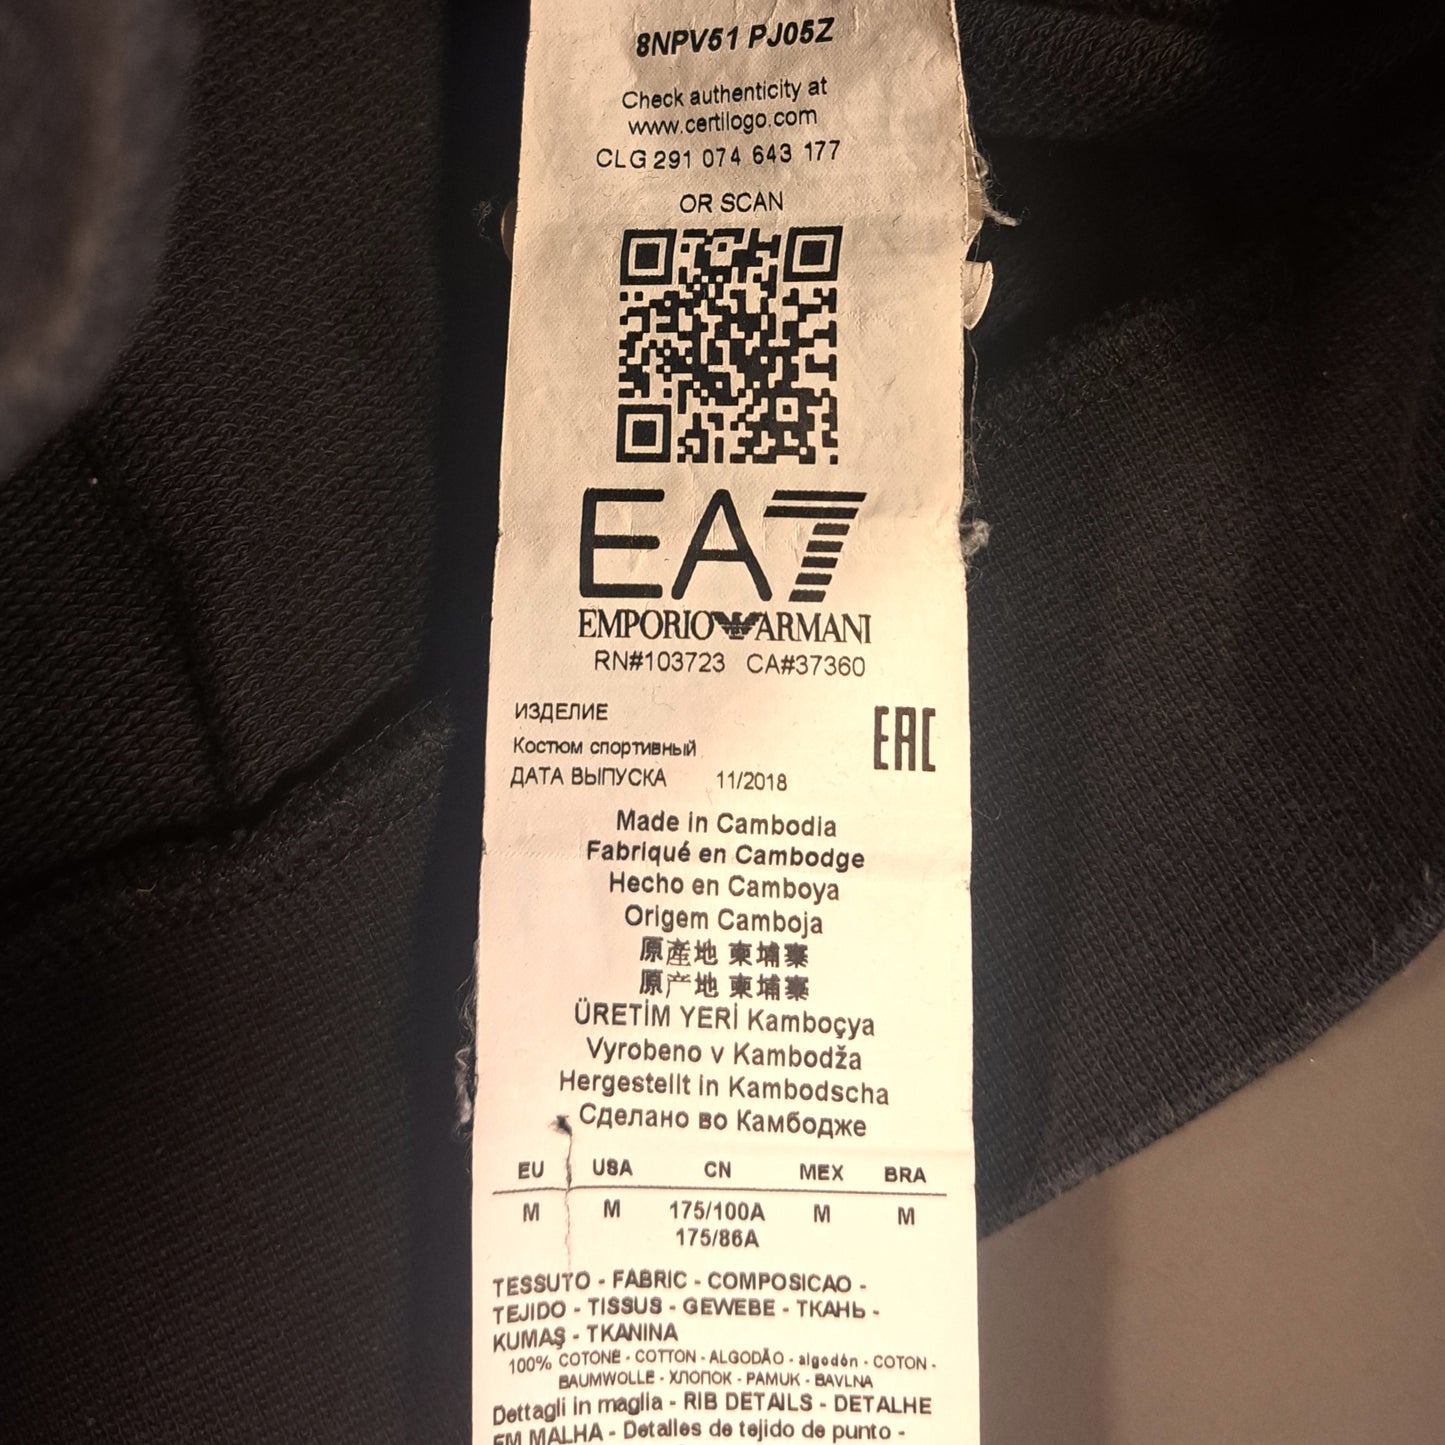 8NPV51 PJ05Z
Check authenticity at
www.certilogo.com
CLG 291 074 643 177
OR SCAN
EA7
EMPORIO ARMANI
RN#103723 CA#37360
ИЗДЕЛИЕ
EAC
Костюм спортивный
ДАТА ВЫПУСКА 11/2018
Made in Cambodia
Fabriqué en Cambodge
Hecho en Camboya
Origem Camboja
原產地 柬埔寨
原产地 柬埔寨
ÜRETİM YERİ Kamboçya
Vyrobeno v Kambodža
Hergestellt in Kambodscha
Сделано во Камбодже
EU USA CN MEX BRA
M M 175/100A M M
175/86A
TESSUTO - FABRIC - COMPOSICAO -
TEJIDO - TISSUS - GEWEBE - ТКАНЬ -
KUMAŞ - TKANINA
100% COTONE - COTTON - ALGODÃO - algodón - COTON -
BAUMWOLLE - ХЛОПОК - PAMUK - BAVLNA
Dettagli in maglia - RIB DETAILS - DETALHE
EM MALHA - Detalles de tejido de punto -